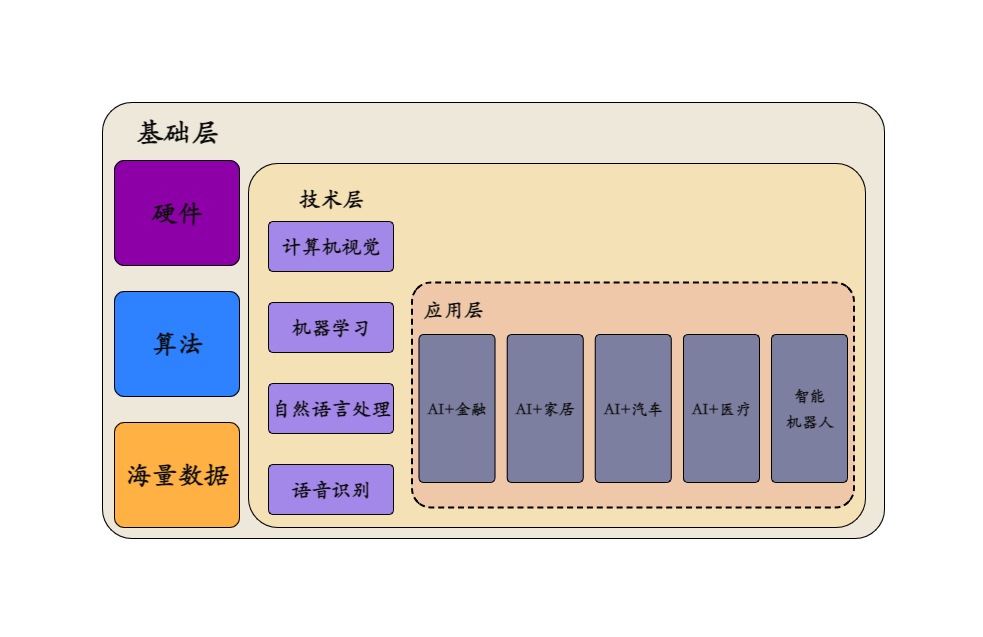 基础层
硬件
算法
海量数据
技术层
计算机视觉
机器学习
自然语言处理
语音识别
应用层
AI+金融
AI+家居
AI+汽车
AI+医疗
智能
机器人